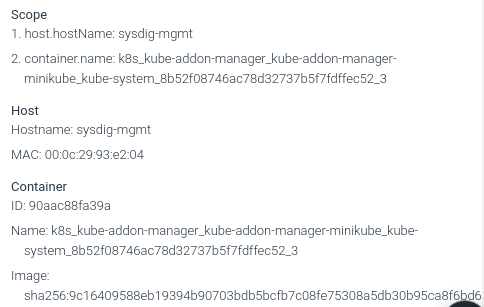 Scope
1. host.hostName: sysdig-mgmt
2. container.name: k8s_kube-addon-manager_kube-addon-manager-
minikube_kube-system_8b52f08746ac78d32737b5f7fdffec52_3
Host
Hostname: sysdig-mgmt
MAC: 00:0c:29:93:e2:04
Container
ID: 90aac88fa39a
Name: k8s_kube-addon-manager_kube-addon-manager-minikube_kube-
system_8b52f08746ac78d32737b5f7fdffec52_3
Image:
sha256:9c16409588eb19394b90703bdb5bcfb7c08fe75308a5db30b95ca8f6bd6